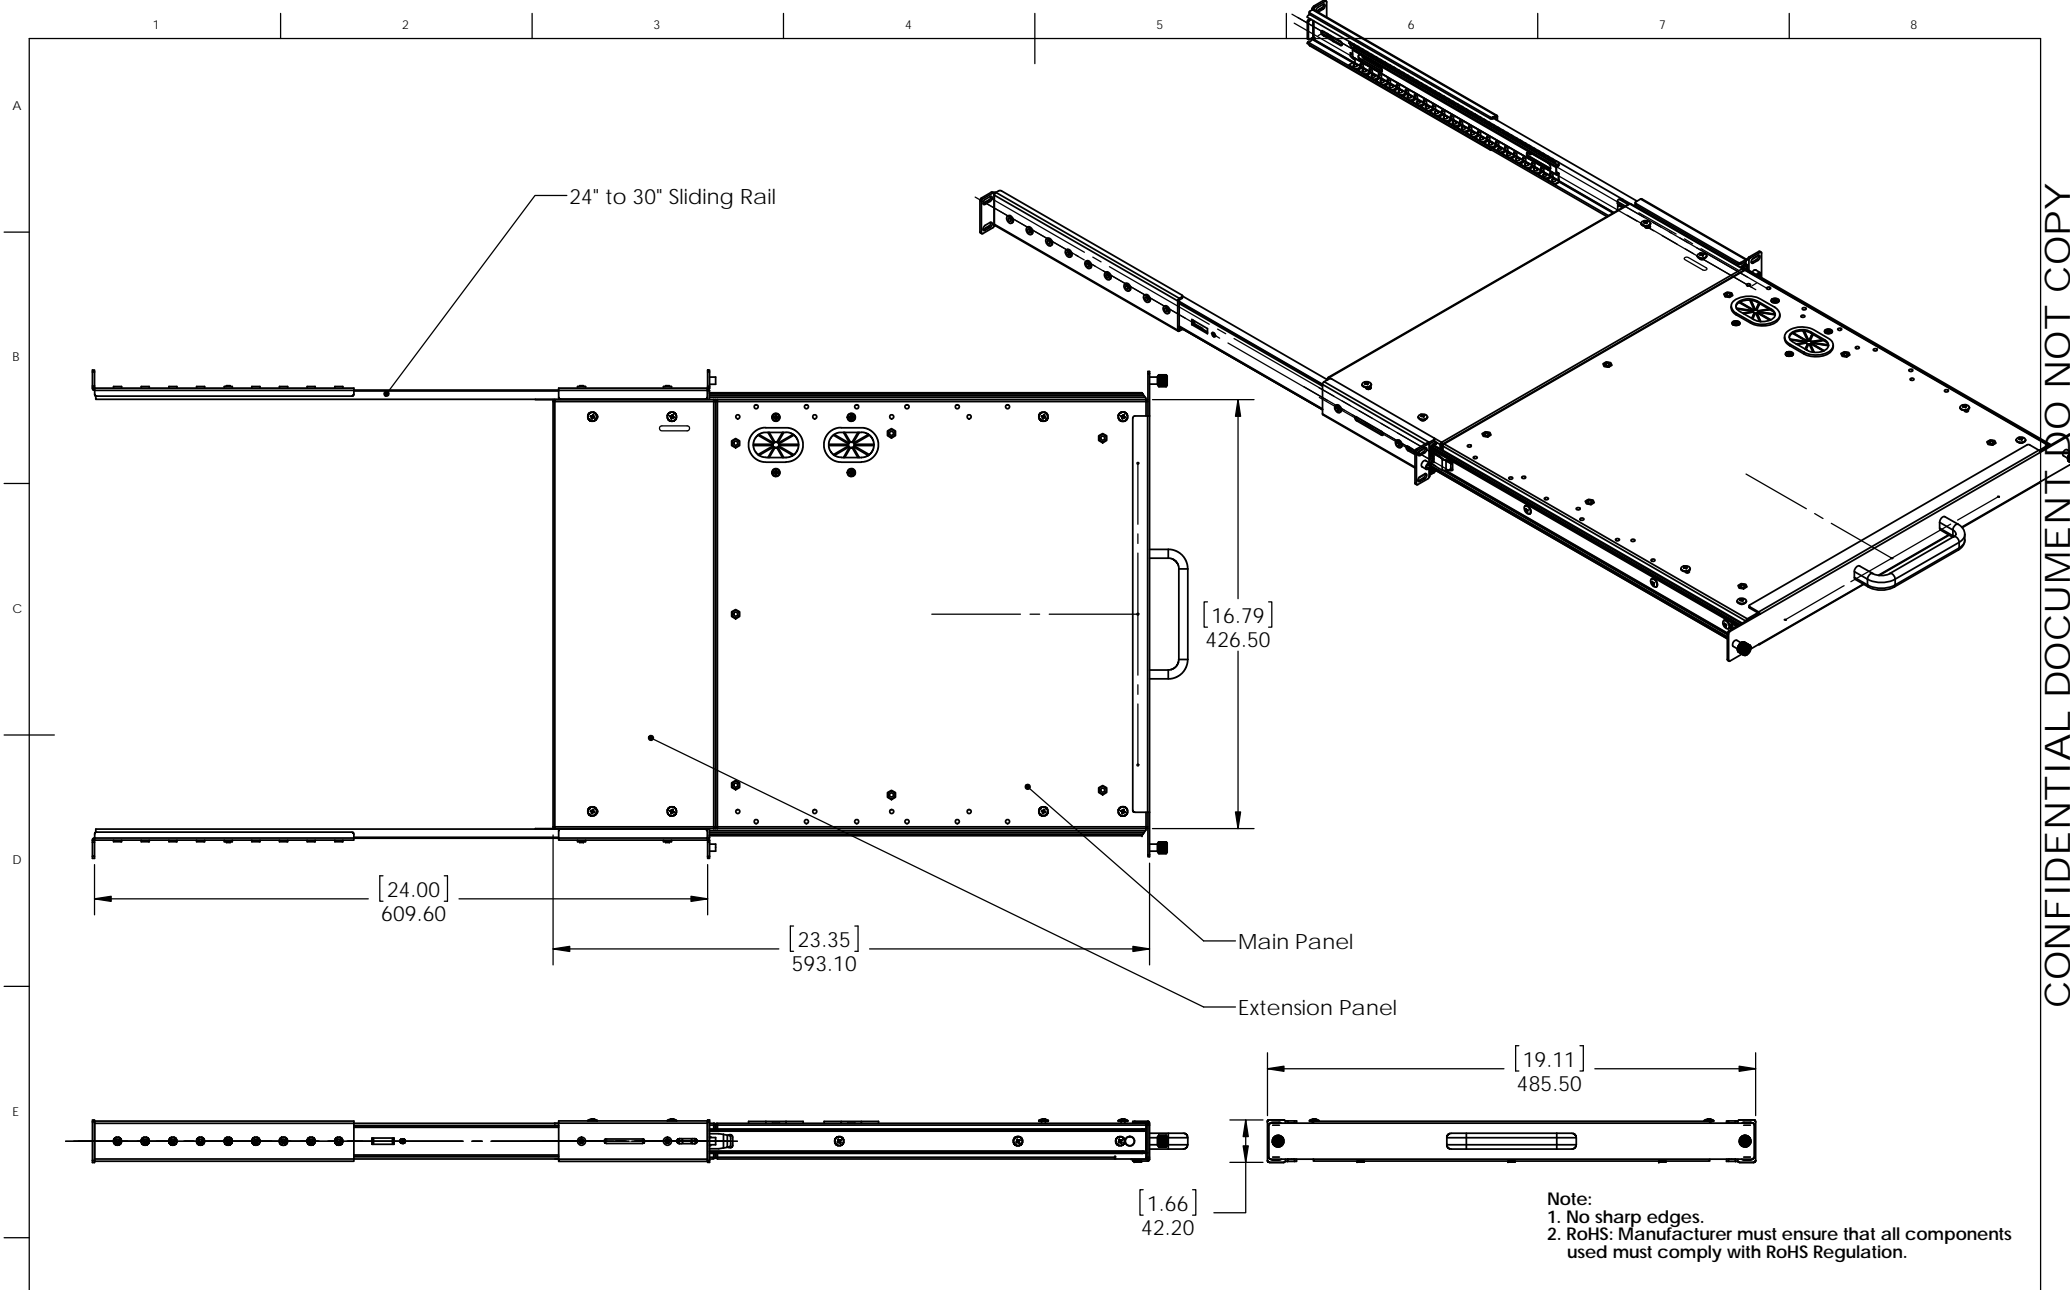 1 2 3 4 5 6 7 8
A
B
C
D
E
24" to 30" Sliding Rail
[16.79]
426.50
[24.00]
609.60
[23.35]
593.10
Main Panel
Extension Panel
[19.11]
485.50
[1.66]
42.20
Note:
1. No sharp edges.
2. RoHS: Manufacturer must ensure that all components
used must comply with RoHS Regulation.
CONFIDENTIAL DOCUMENT DO NOT COPY